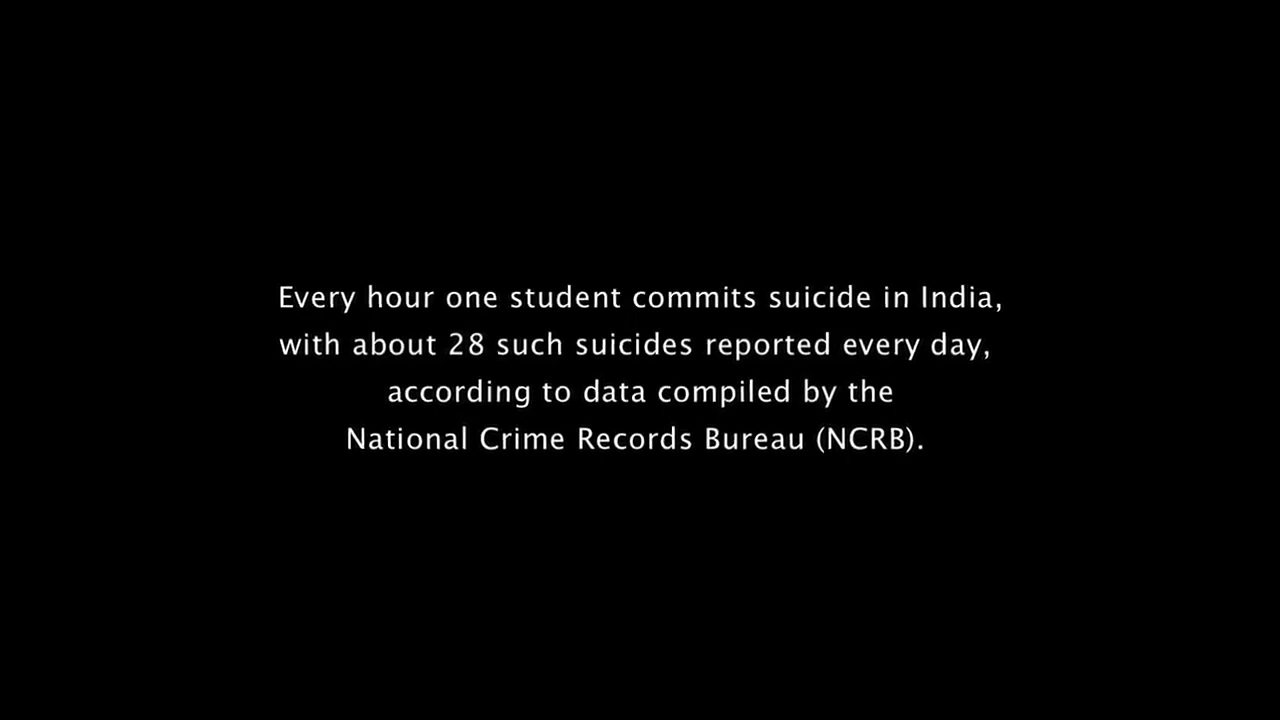 Every hour one student commits suicide in India,
with about 28 such suicides reported every day,
according to data compiled by the
National Crime Records Bureau (NCRB).